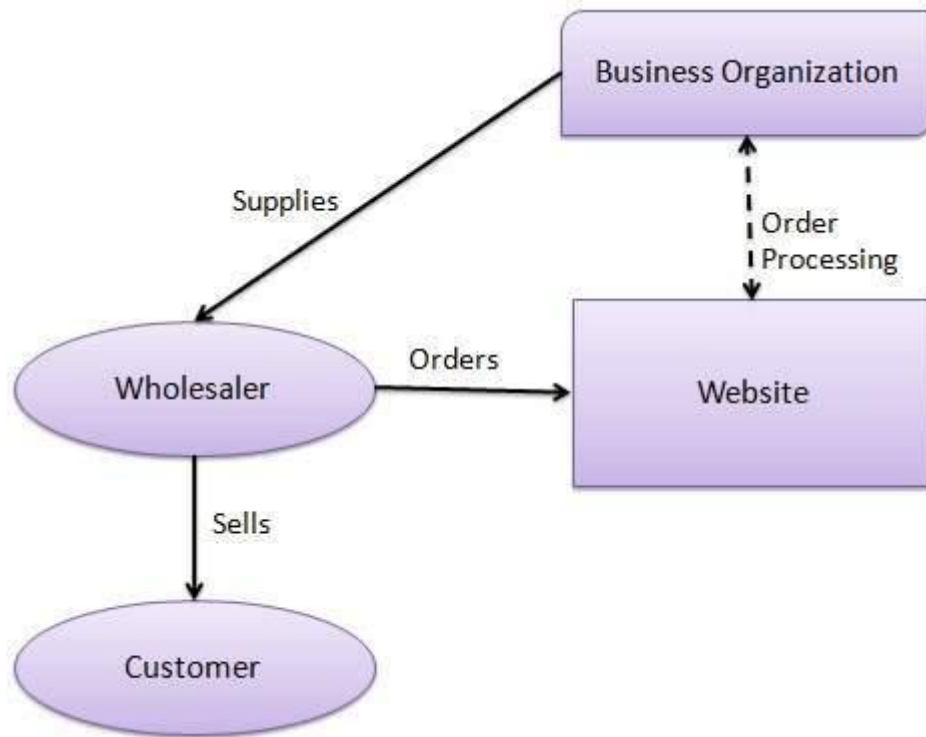 Business Organization
Supplies
Order
Processing
Orders
Wholesaler
Website
Sells
Customer